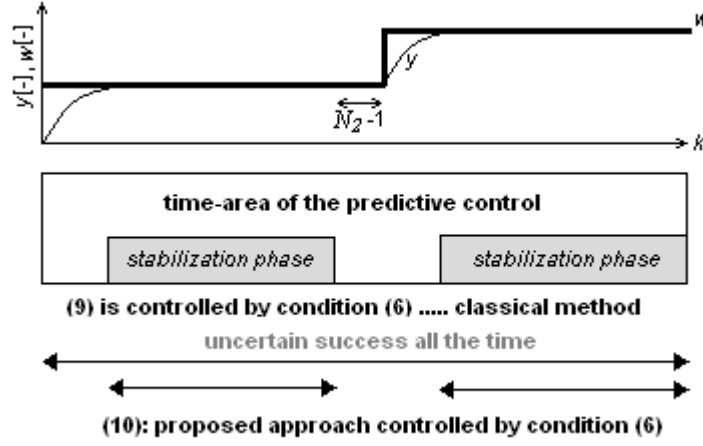 y[-], w[-]
w
y
N2-1
k
time-area of the predictive control
stabilization phase
stabilization phase
(9) is controlled by condition (6) ..... classical method
uncertain success all the time
(10): proposed approach controlled by condition (6)